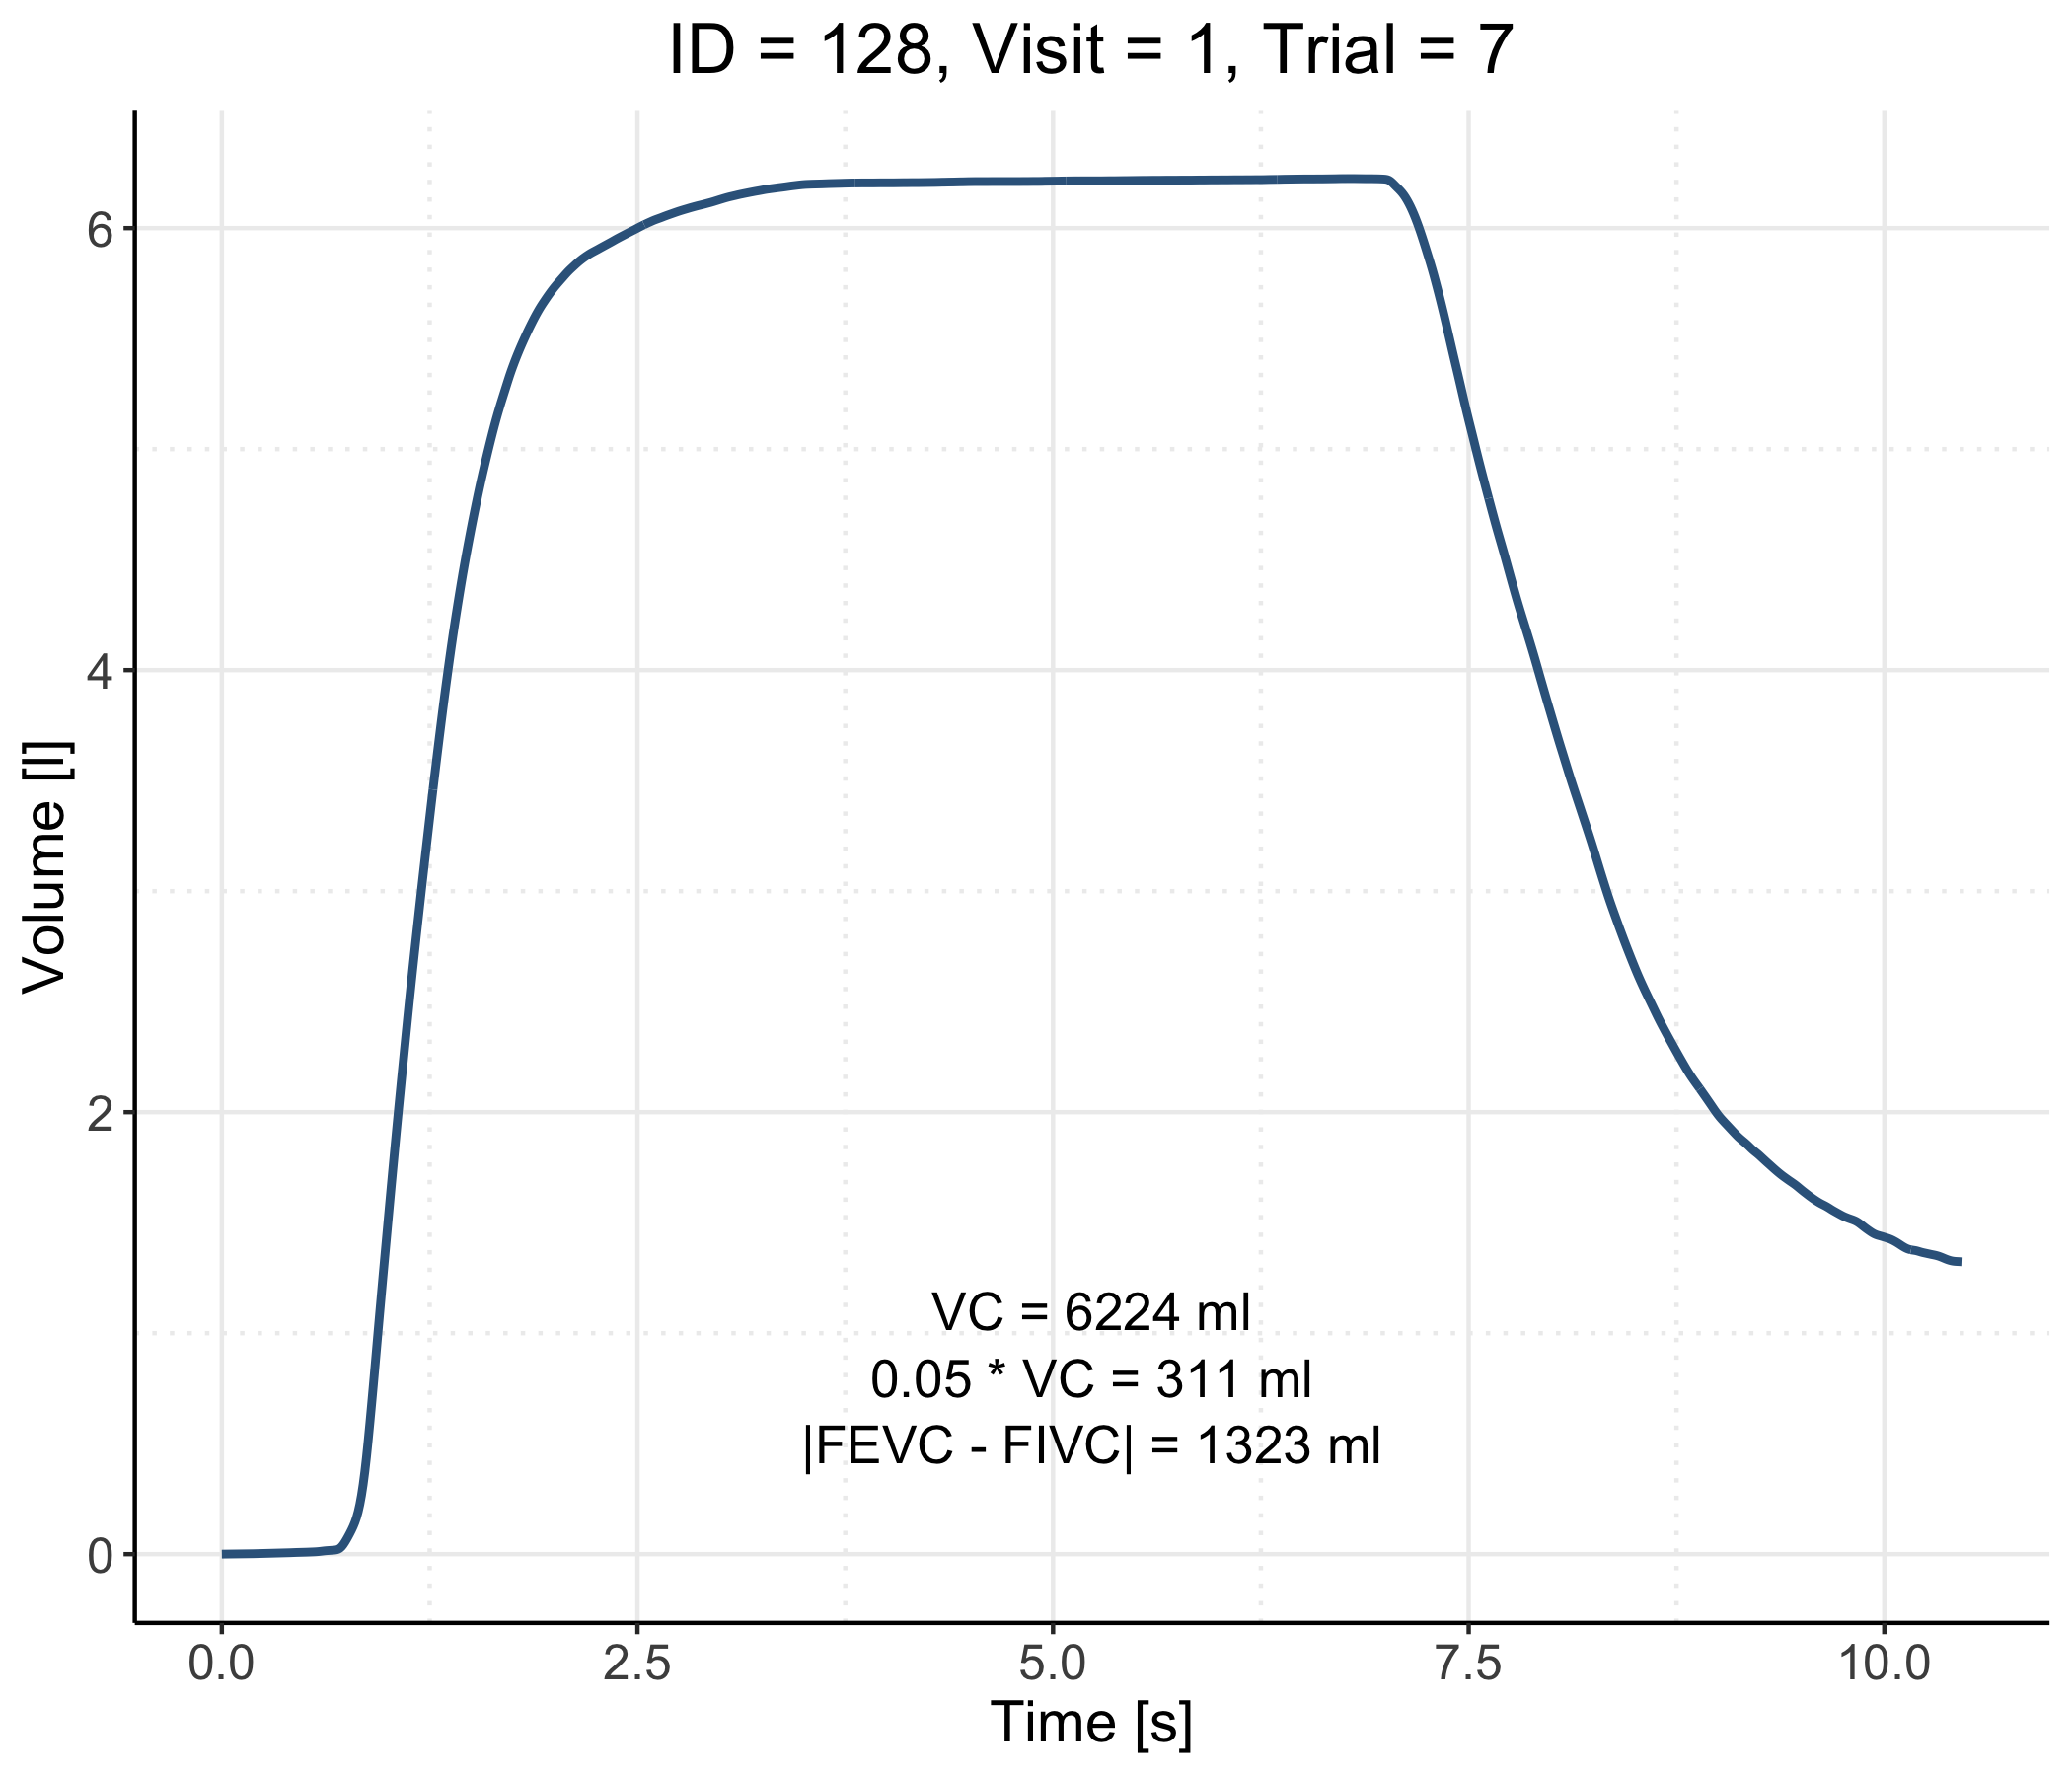 ID = 128, Visit = 1, Trial = 7
Volume [l]
6
4
2
0
VC = 6224 ml
0.05 * VC = 311 ml
|FEVC - FIVC| = 1323 ml
0.0 2.5 5.0 7.5 10.0
Time [s]